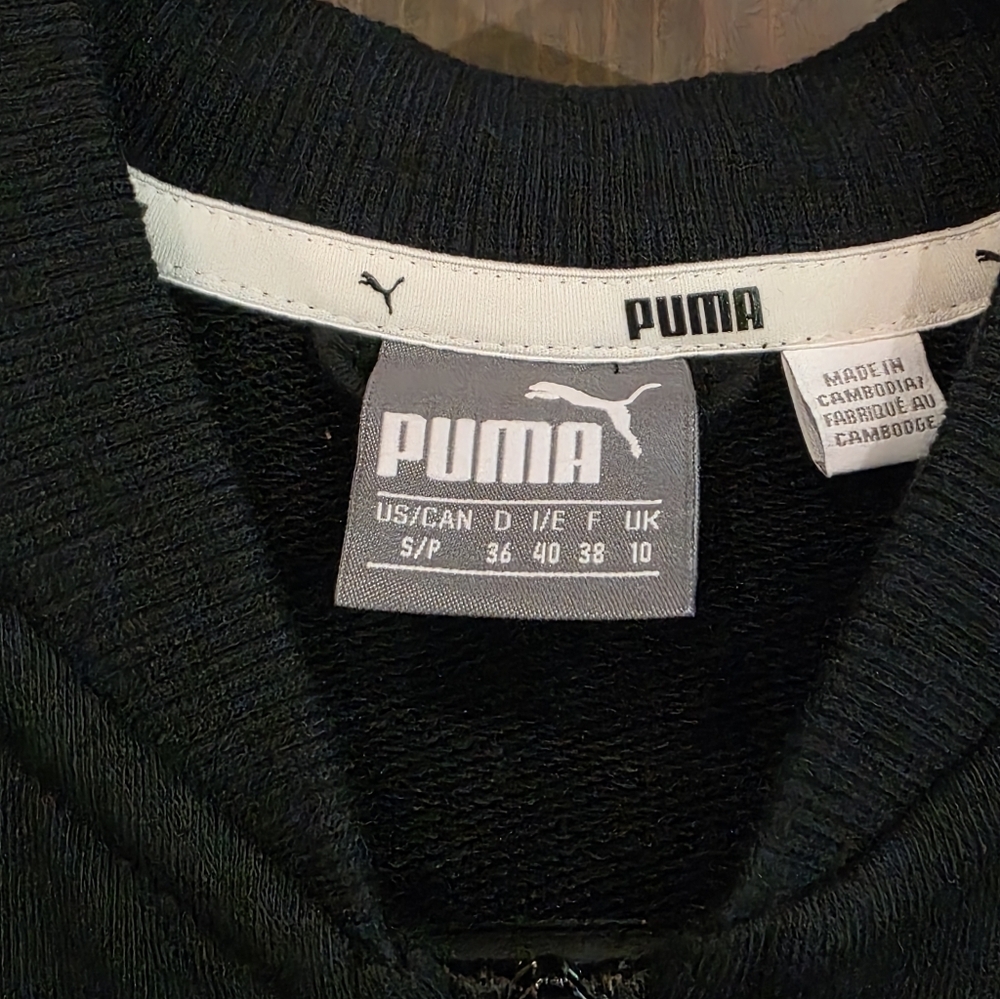 PUMA
PUMA
US/CAN D I/E F UK
S/P 36 40 38 10
MADE IN
CAMBODIA/
FABRIQUÉ AU
CAMBODGE